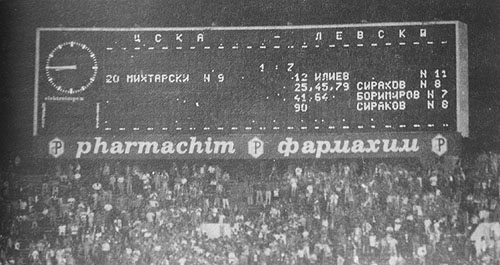 ЦСКА - ЛЕВСКИ
1 : 7
20 МИХТАРСКИ N 9
12 ИЛИЕВ N 11
25,45,79 СИРАКОВ N 8
41,64 БОРИМИРОВ N 7
90 СИРАКОВ N 8
pharmachim фармахим